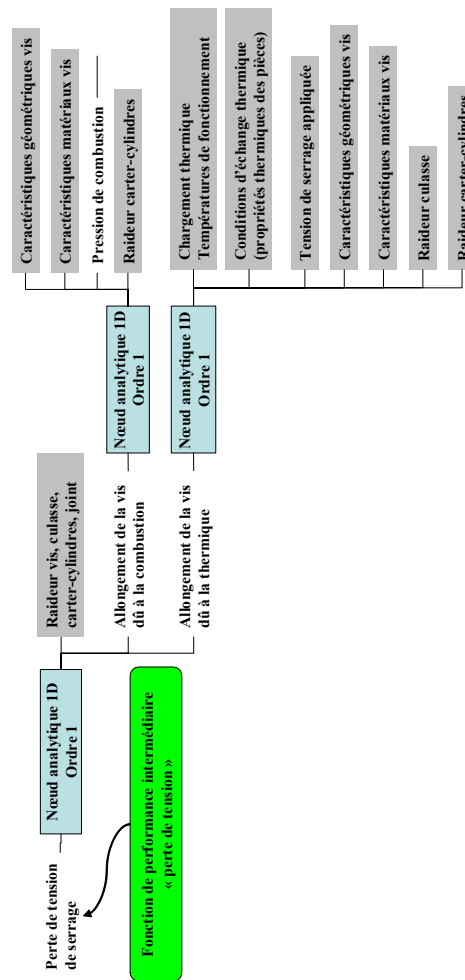 Perte de tension
de serrage
Nœud analytique 1D
Ordre 1
Fonction de performance intermédiaire
« perte de tension »
Raideur vis, culasse,
carter-cylindres, joint
Allongement de la vis
dû à la combustion
Allongement de la vis
dû à la thermique
Nœud analytique 1D
Ordre 1
Nœud analytique 1D
Ordre 1
Caractéristiques géométriques vis
Caractéristiques matériaux vis
Pression de combustion
Raideur carter-cylindres
Chargement thermique
Températures de fonctionnement
Conditions d'échange thermique
(propriétés thermiques des pièces)
Tension de serrage appliquée
Caractéristiques géométriques vis
Caractéristiques matériaux vis
Raideur culasse
Raideur carter-cylindres